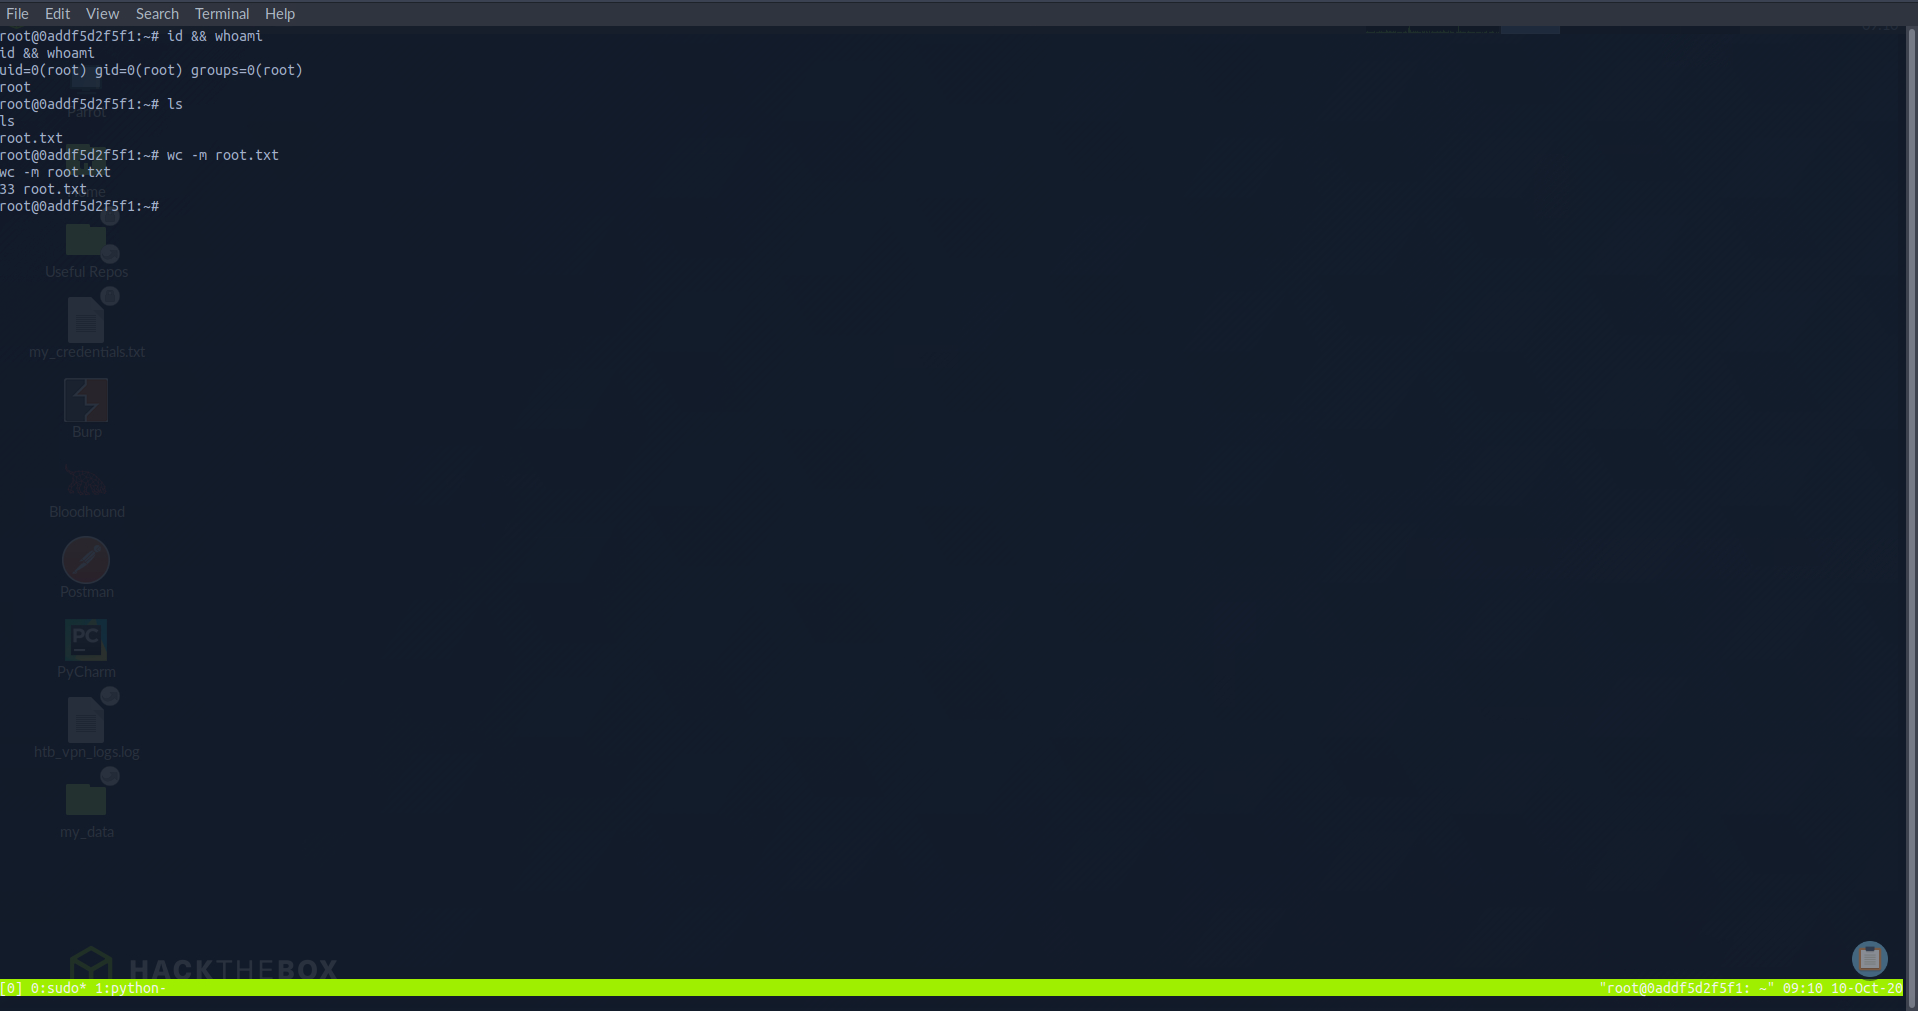 File Edit View Search Terminal Help
root@0addf5d2f5f1:~# id && whoami
id && whoami
uid=0(root) gid=0(root) groups=0(root)
root
root@0addf5d2f5f1:~# ls
ls
root.txt
root@0addf5d2f5f1:~# wc -m root.txt
wc -m root.txt
33 root.txt
root@0addf5d2f5f1:~#
Parrot
Useful Repos
my_credentials.txt
Burp
Bloodhound
Postman
PC
PyCharm
htb_vpn_logs.log
my_data
HACKTHEBOX
[0] 0:sudo* 1:python- "root@0addf5d2f5f1: ~" 09:10 10-Oct-20